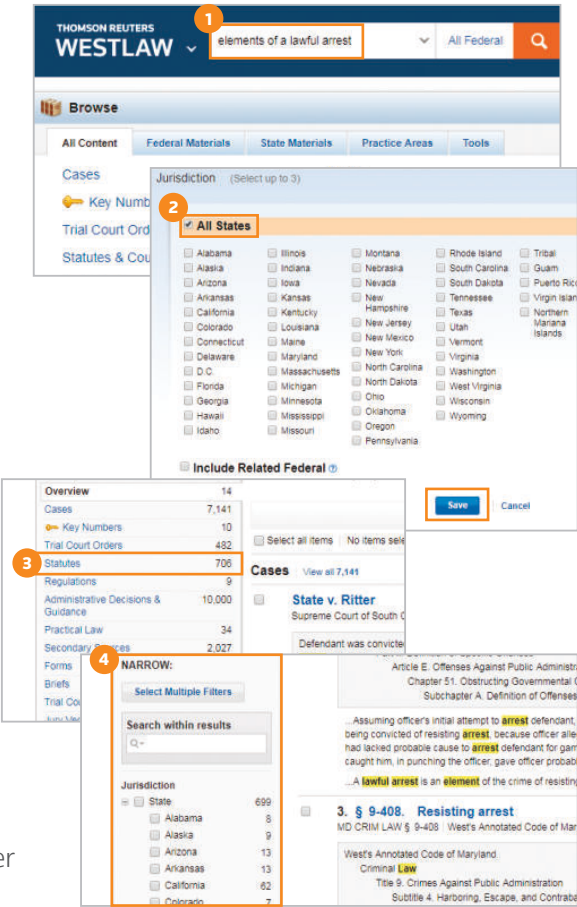 THOMSON REUTERS
WESTLAW
1
elements of a lawful arrest
All Federal
Browse
All Content Federal Materials State Materials Practice Areas Tools
Cases
Key Numb
Trial Court Ord
Statutes & Cou
Jurisdiction (Select up to 3)
2
All States
Alabama Illinois Montana Rhode Island Tribal
Alaska Indiana Nebraska South Carolina Guam
Arizona Iowa Nevada South Dakota Puerto Rico
Arkansas Kansas New Hampshire Tennessee Virgin Islan
California Kentucky New Jersey Texas Northern Mariana Islands
Colorado Louisiana New Mexico Utah
Connecticut Maine New York Vermont
Delaware Maryland North Carolina Virginia
D.C. Massachusetts North Dakota Washington
Florida Michigan Ohio West Virginia
Georgia Minnesota Oklahoma Wisconsin
Hawaii Mississippi Oregon Wyoming
Idaho Missouri Pennsylvania
Include Related Federal
Save Cancel
Overview 14
Cases 7,141
Key Numbers 10
Trial Court Orders 482
3
Statutes 706
Regulations 9
Administrative Decisions & 10,000
Guidance
Practical Law 34
Secondary Sources 2,027
Forms
Briefs
Trial Cou
Jury Ver
Select all items No items sele
Cases View all 7,141
State v. Ritter
Supreme Court of South C
Defendant was convicte
4
NARROW:
Select Multiple Filters
Search within results
Jurisdiction
State 699
Alabama 8
Alaska 9
Arizona 13
Arkansas 13
California 62
Colorado 7
Article E. Offenses Against Public Administra
Chapter 51. Obstructing Governmental O
Subchapter A. Definition of Offenses
...Assuming officer's initial attempt to arrest defendant,
being convicted of resisting arrest, because officer alle
had lacked probable cause to arrest defendant for gam
caught him, in punching the officer, gave officer probabl
...A lawful arrest is an element of the crime of resisting
3. § 9-408. Resisting arrest
MD CRIM LAW § 9-408 West's Annotated Code of Mar
West's Annotated Code of Maryland
Criminal Law
Title 9. Crimes Against Public Administration
Subtitle 4. Harboring, Escape, and Contraba
er